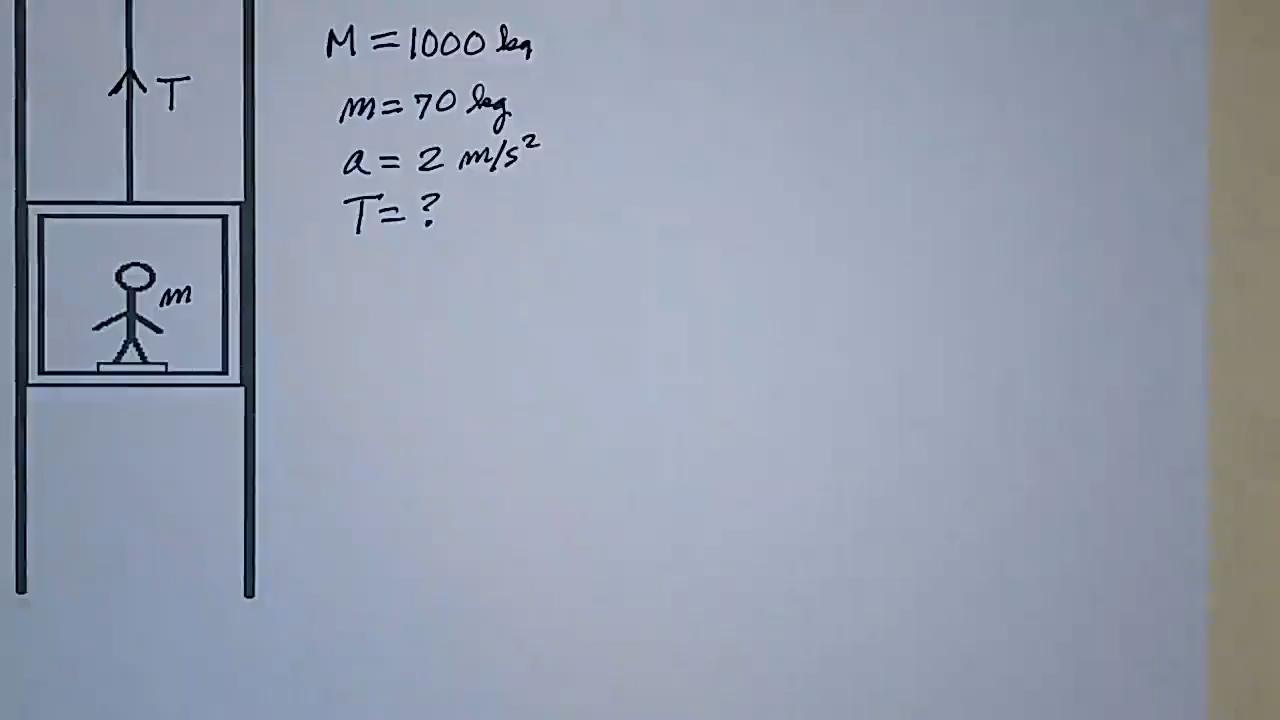 M = 1000 kg
m = 70 kg
a = 2 m/s²
T = ?
T
m